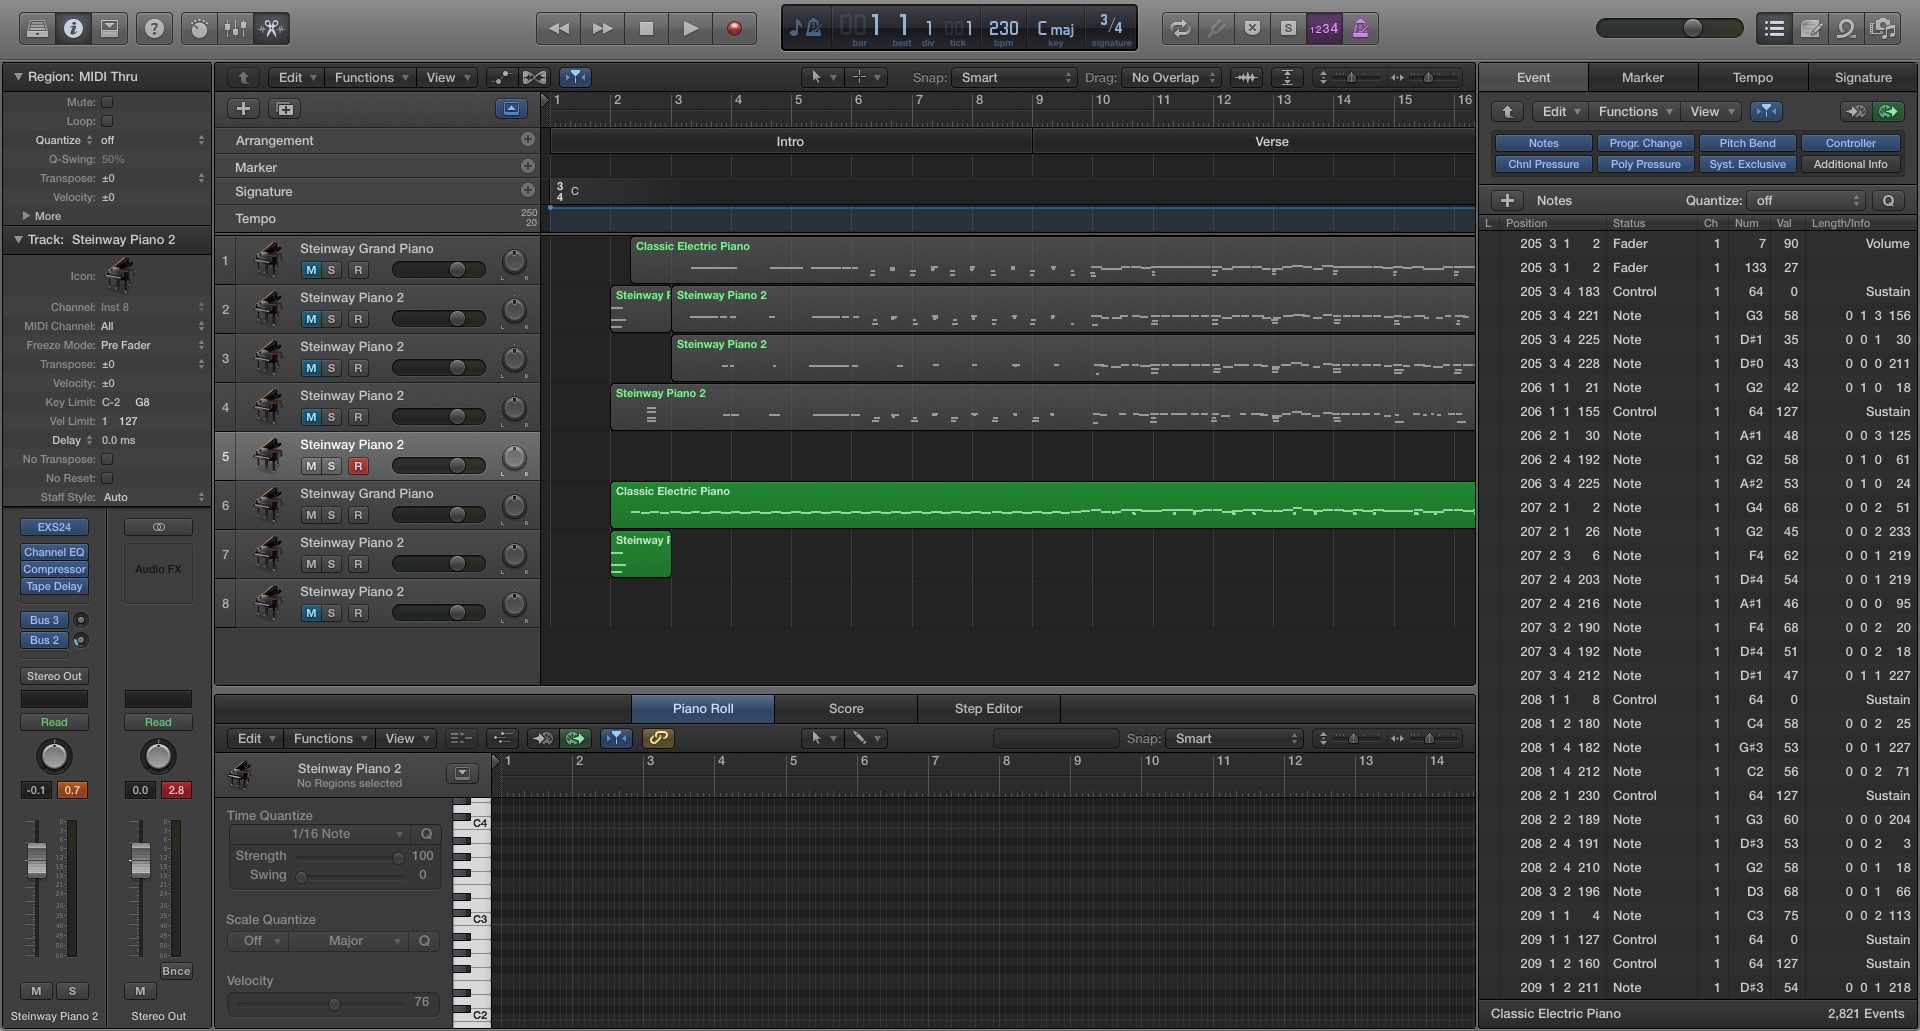 001 1 1 001 230 C maj 3/4
bar beat div tick bpm key signature
S 1234
Region: MIDI Thru
Mute:
Loop:
Quantize off
Q-Swing: 50%
Transpose: ±0
Velocity: ±0
More
Track: Steinway Piano 2
Icon:
Channel: Inst 8
MIDI Channel: All
Freeze Mode: Pre Fader
Transpose: ±0
Velocity: ±0
Key Limit: C-2 G8
Vel Limit: 1 127
Delay 0.0 ms
No Transpose:
No Reset:
Staff Style: Auto
EXS24
Channel EQ
Compressor Audio FX
Tape Delay
Bus 3
Bus 2
Stereo Out
Read Read
-0.1 0.7 0.0 2.8
Bnce
M S M
Steinway Piano 2 Stereo Out
Edit Functions View Snap: Smart Drag: No Overlap
1 2 3 4 5 6 7 8 9 10 11 12 13 14 15 16
Arrangement Intro Verse
Marker
Signature 3/4 C
Tempo 250 20
1 Steinway Grand Piano M S R Classic Electric Piano
2 Steinway Piano 2 M S R Steinway P Steinway Piano 2
3 Steinway Piano 2 M S R Steinway Piano 2
4 Steinway Piano 2 M S R Steinway Piano 2
5 Steinway Piano 2 M S R
6 Steinway Grand Piano M S R Classic Electric Piano
7 Steinway Piano 2 M S R Steinway P
8 Steinway Piano 2 M S R
Piano Roll Score Step Editor
Edit Functions View Snap: Smart
1 2 3 4 5 6 7 8 9 10 11 12 13 14
Steinway Piano 2
No Regions selected
Time Quantize
1/16 Note Q
Strength 100
Swing 0
Scale Quantize
Off Major Q
Velocity
76
C4
C3
C2
Event Marker Tempo Signature
Edit Functions View
Notes Progr. Change Pitch Bend Controller
Chnl Pressure Poly Pressure Syst. Exclusive Additional Info
Notes Quantize: off Q
L Position Status Ch Num Val Length/Info
205 3 1 2 Fader 1 7 90 Volume
205 3 1 2 Fader 1 133 27
205 3 4 183 Control 1 64 0 Sustain
205 3 4 221 Note 1 G3 58 0 1 3 156
205 3 4 225 Note 1 D♯1 35 0 0 1 30
205 3 4 228 Note 1 D♯0 43 0 0 0 211
206 1 1 21 Note 1 G2 42 0 1 0 18
206 1 1 155 Control 1 64 127 Sustain
206 2 1 30 Note 1 A♯1 48 0 0 3 125
206 2 4 192 Note 1 G2 58 0 1 0 61
206 3 4 225 Note 1 A♯2 53 0 1 0 24
207 2 1 2 Note 1 G4 68 0 0 2 51
207 2 1 26 Note 1 G2 45 0 0 2 233
207 2 3 6 Note 1 F4 62 0 0 1 219
207 2 4 203 Note 1 D♯4 54 0 0 1 219
207 2 4 216 Note 1 A♯1 46 0 0 0 95
207 3 2 190 Note 1 F4 68 0 0 2 20
207 3 4 192 Note 1 D♯4 51 0 0 2 18
207 3 4 212 Note 1 D♯1 47 0 1 1 227
208 1 1 8 Control 1 64 0 Sustain
208 1 2 180 Note 1 C4 58 0 0 2 25
208 1 4 182 Note 1 G♯3 53 0 0 1 227
208 1 4 212 Note 1 C2 56 0 0 2 71
208 2 1 230 Control 1 64 127 Sustain
208 2 2 189 Note 1 G3 60 0 0 0 204
208 2 4 191 Note 1 D♯3 53 0 0 2 3
208 2 4 210 Note 1 G2 58 0 0 1 18
208 3 2 196 Note 1 D3 68 0 0 1 66
209 1 1 4 Note 1 C3 75 0 0 2 113
209 1 1 127 Control 1 64 0 Sustain
209 1 2 160 Control 1 64 127 Sustain
209 1 2 211 Note 1 D♯3 54 0 0 1 218
Classic Electric Piano 2,821 Events